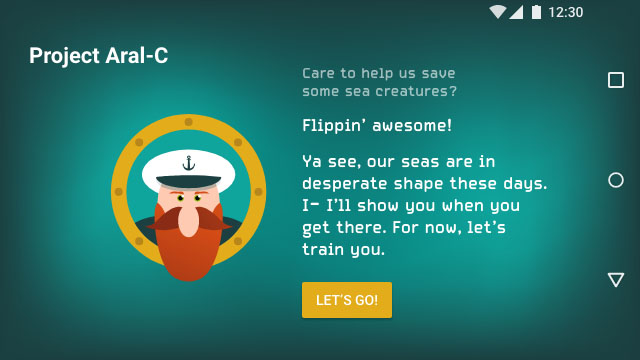 12:30
Project Aral-C
Care to help us save
some sea creatures?
Flippin' awesome!
Ya see, our seas are in
desperate shape these days.
I- I'll show you when you
get there. For now, let's
train you.
LET'S GO!